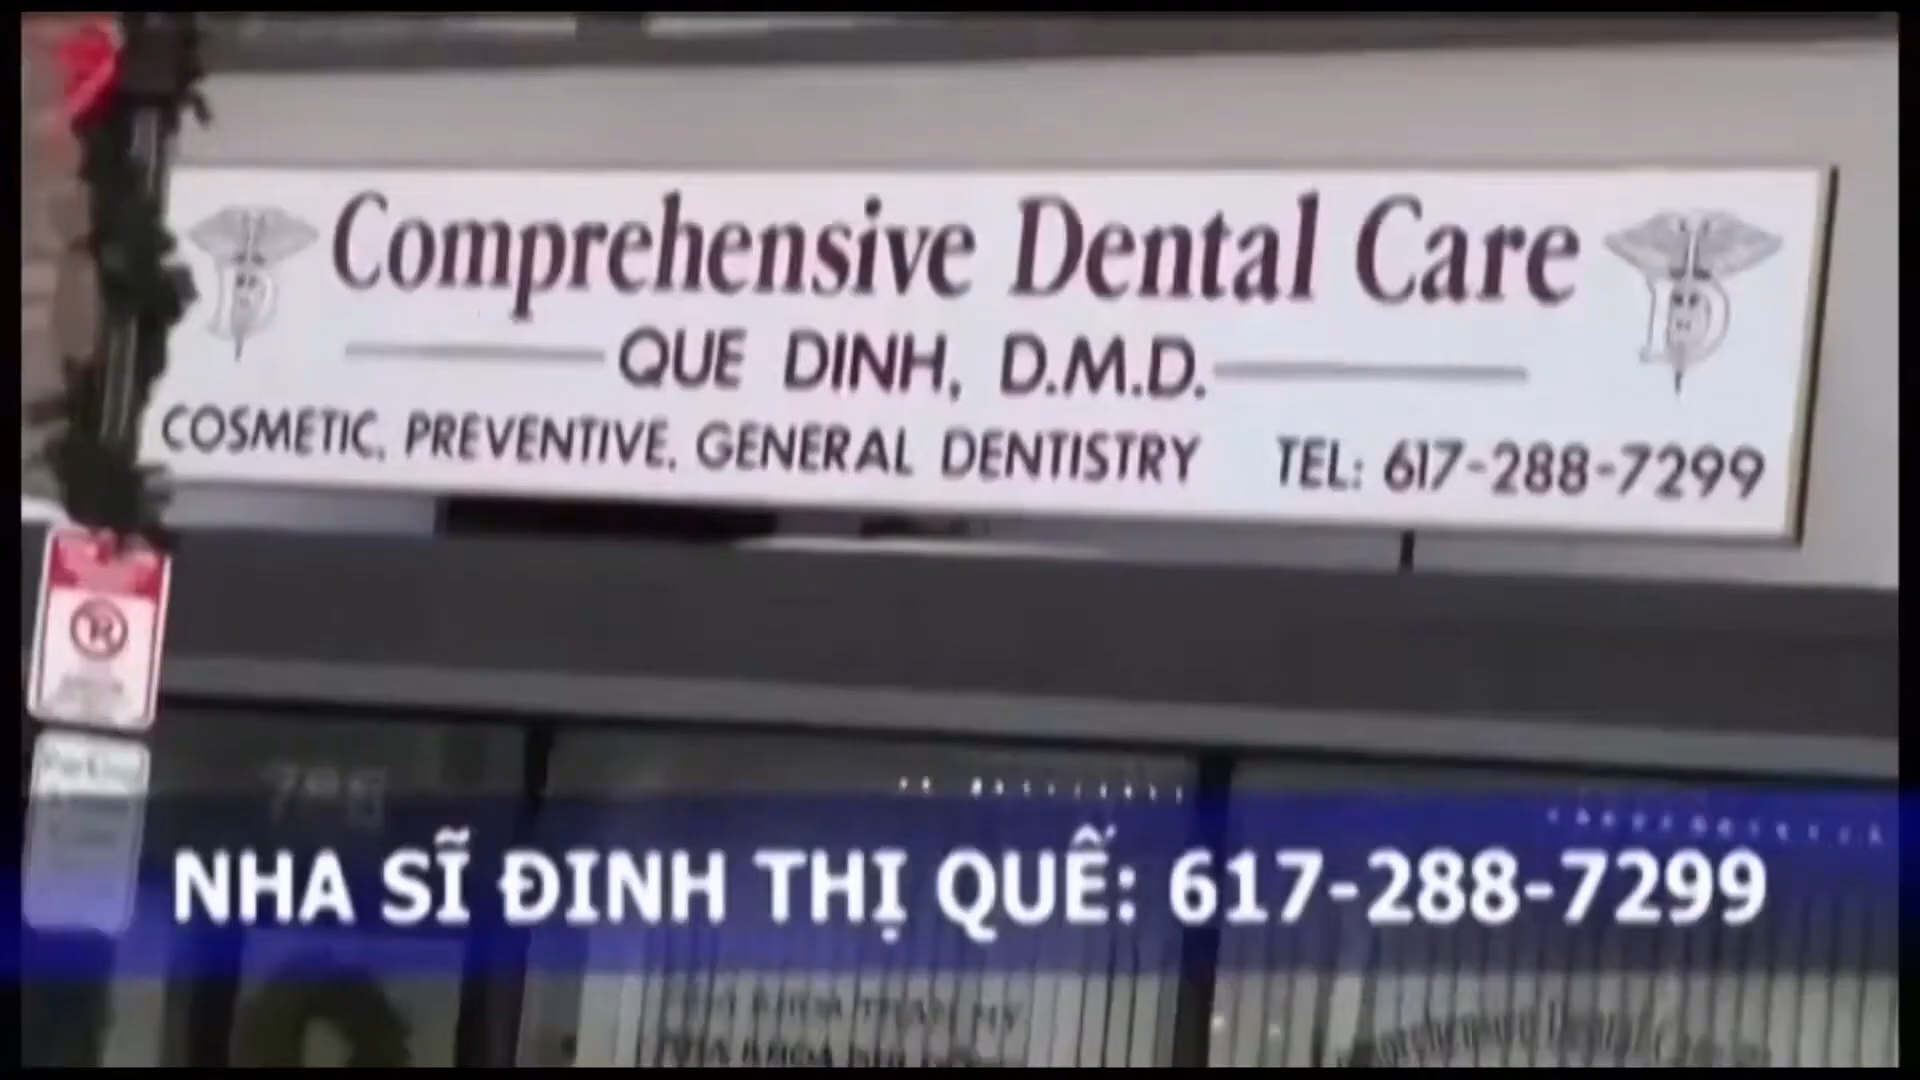 Comprehensive Dental Care
QUE DINH, D.M.D.
COSMETIC, PREVENTIVE, GENERAL DENTISTRY TEL: 617-288-7299
Parking
NHA SĨ ĐINH THỊ QUẾ: 617-288-7299